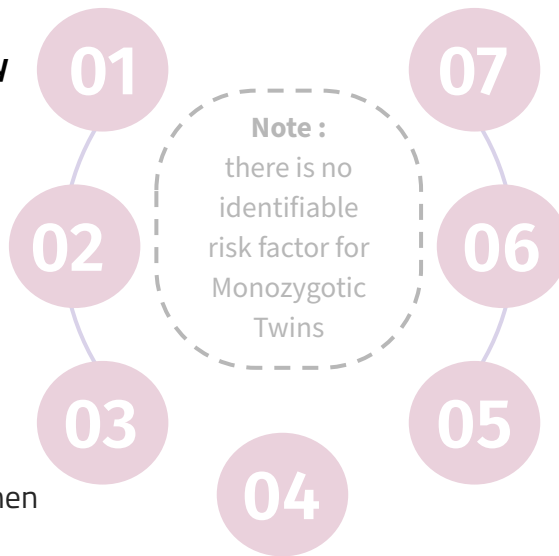 01
02
03
04
05
06
07
Note :
there is no
identifiable
risk factor for
Monozygotic
Twins